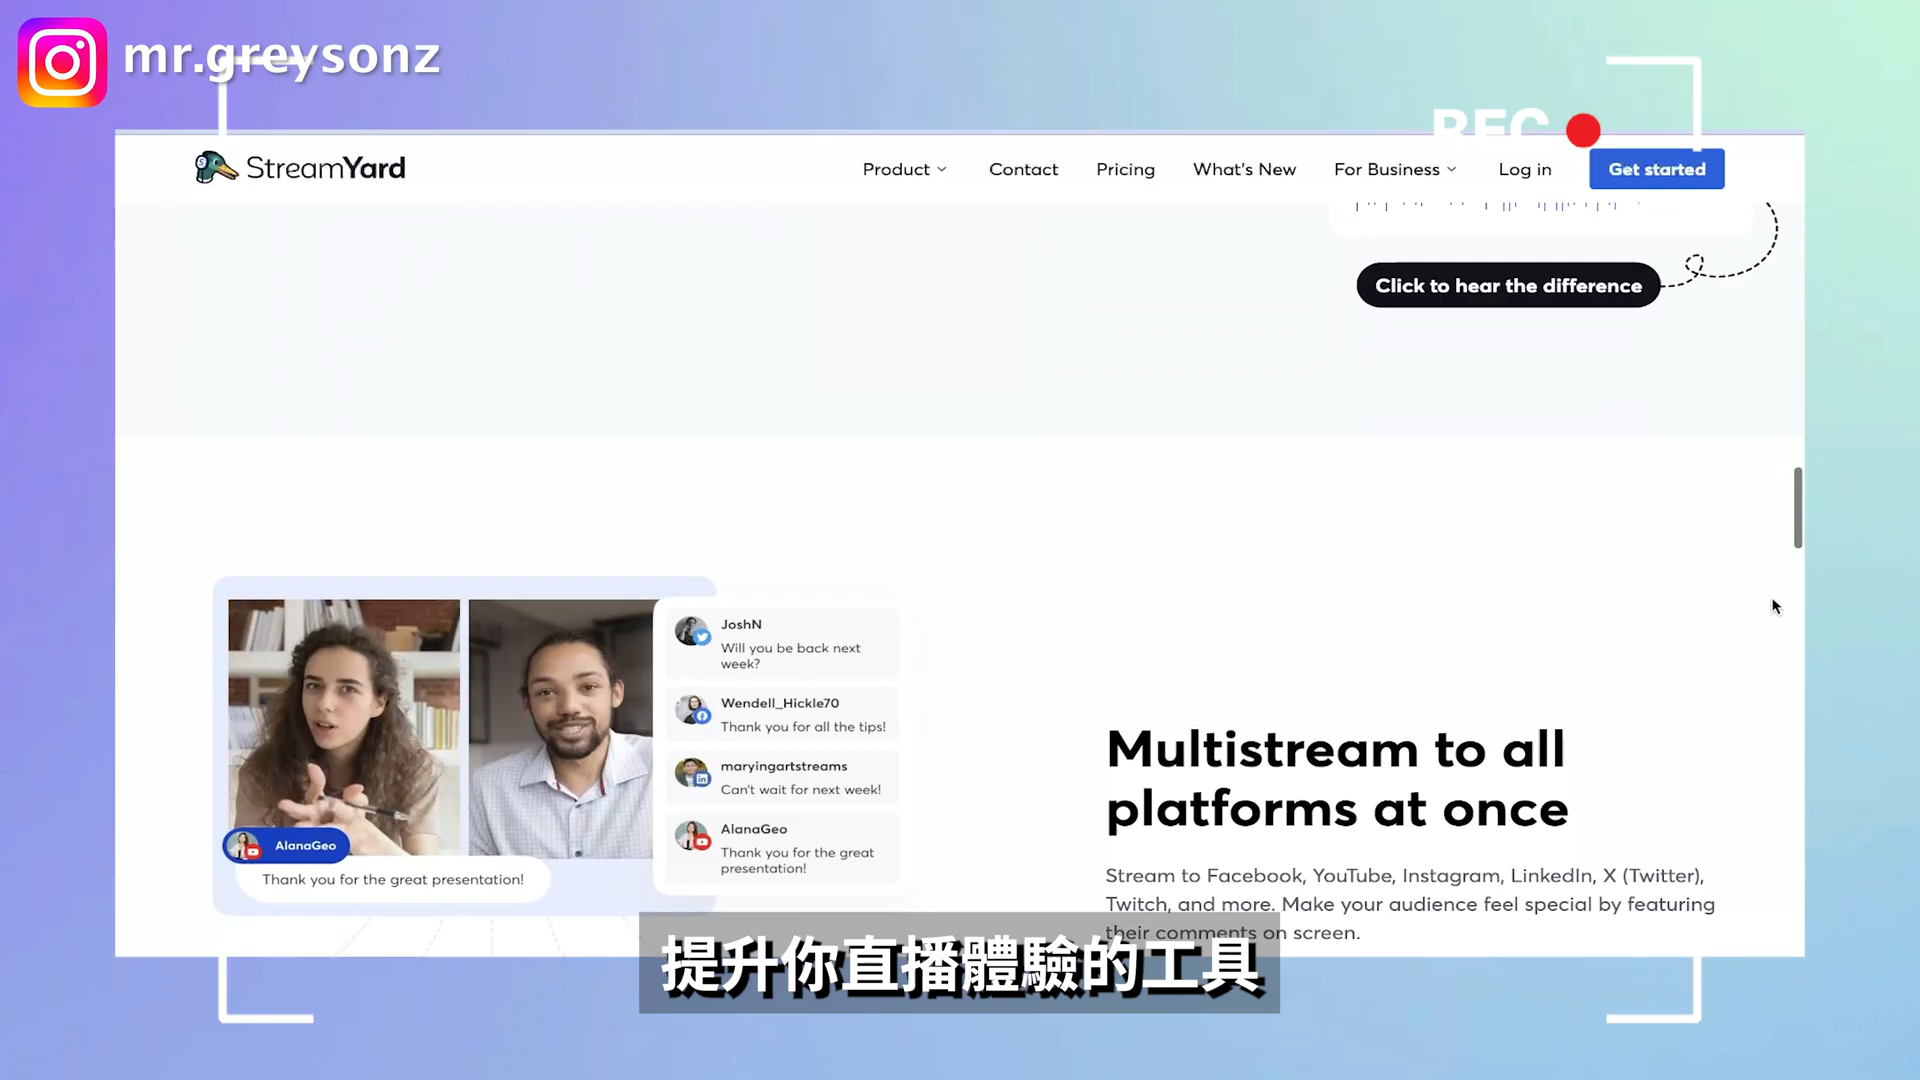 mr.greysonz
REC
StreamYard
Product
Contact
Pricing
What's New
For Business
Log in
Get started
Click to hear the difference
JoshN
Will you be back next
week?
Wendell_Hickle70
Thank you for all the tips!
maryingartstreams
Can't wait for next week!
AlanaGeo
Thank you for the great
presentation!
AlanaGeo
Thank you for the great presentation!
Multistream to all
platforms at once
Stream to Facebook, YouTube, Instagram, LinkedIn, X (Twitter),
Twitch, and more. Make your audience feel special by featuring
their comments on screen.
提升你直播體驗的工具